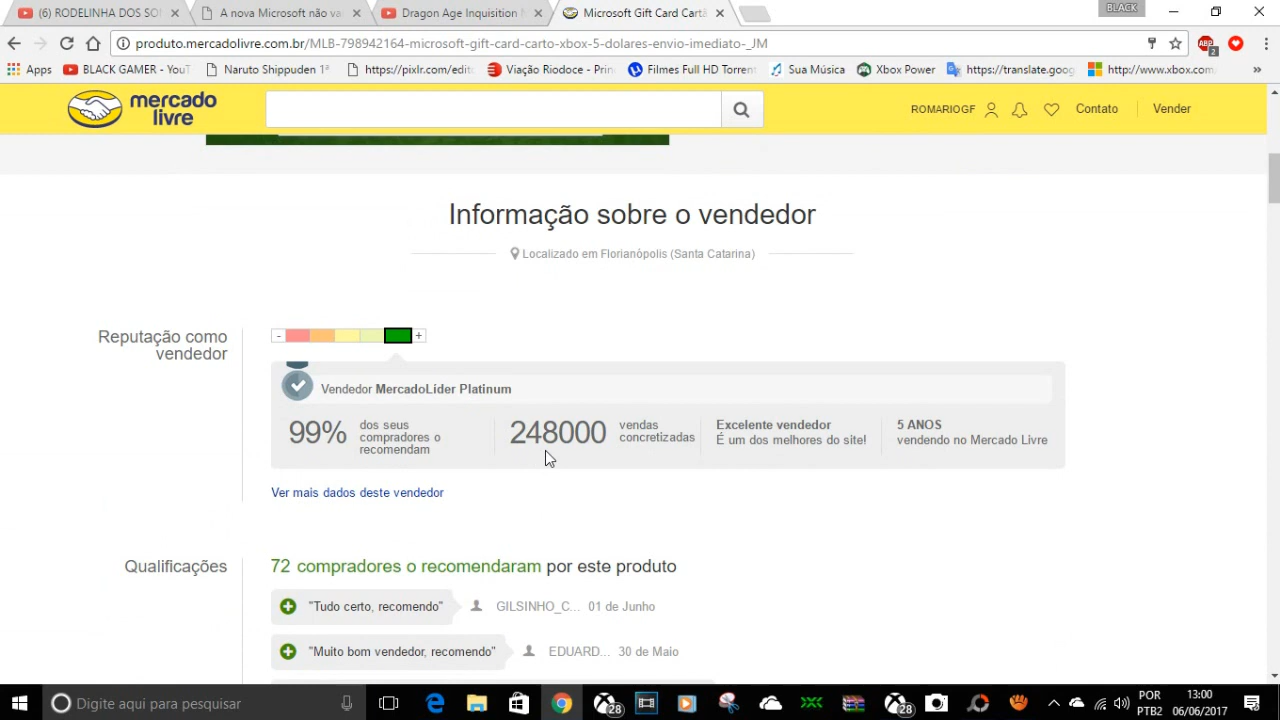 (6) RODELINHA DOS SO
A nova Microsoft não va
Dragon Age Inquisition
Microsoft Gift Card Cartã
BLACK
produto.mercadolivre.com.br/MLB-798942164-microsoft-gift-card-carto-xbox-5-dolares-envio-imediato-_JM
ABP
2
Apps
BLACK GAMER - YouT
Naruto Shippuden 1ª
https://pixlr.com/edit
Viação Riodoce - Prin
Filmes Full HD Torrent
Sua Música
Xbox Power
https://translate.goog
http://www.xbox.com
»
mercado
livre
ROMARIOGF
Contato
Vender
Informação sobre o vendedor
Localizado em Florianópolis (Santa Catarina)
Reputação como
vendedor
- +
Vendedor MercadoLíder Platinum
99%
dos seus
compradores o
recomendam
248000
vendas
concretizadas
Excelente vendedor
É um dos melhores do site!
5 ANOS
vendendo no Mercado Livre
Ver mais dados deste vendedor
Qualificações
72 compradores o recomendaram por este produto
"Tudo certo, recomendo"
GILSINHO_C... 01 de Junho
"Muito bom vendedor, recomendo"
EDUARD... 30 de Maio
Digite aqui para pesquisar
28
28
POR
PTB2
13:00
06/06/2017